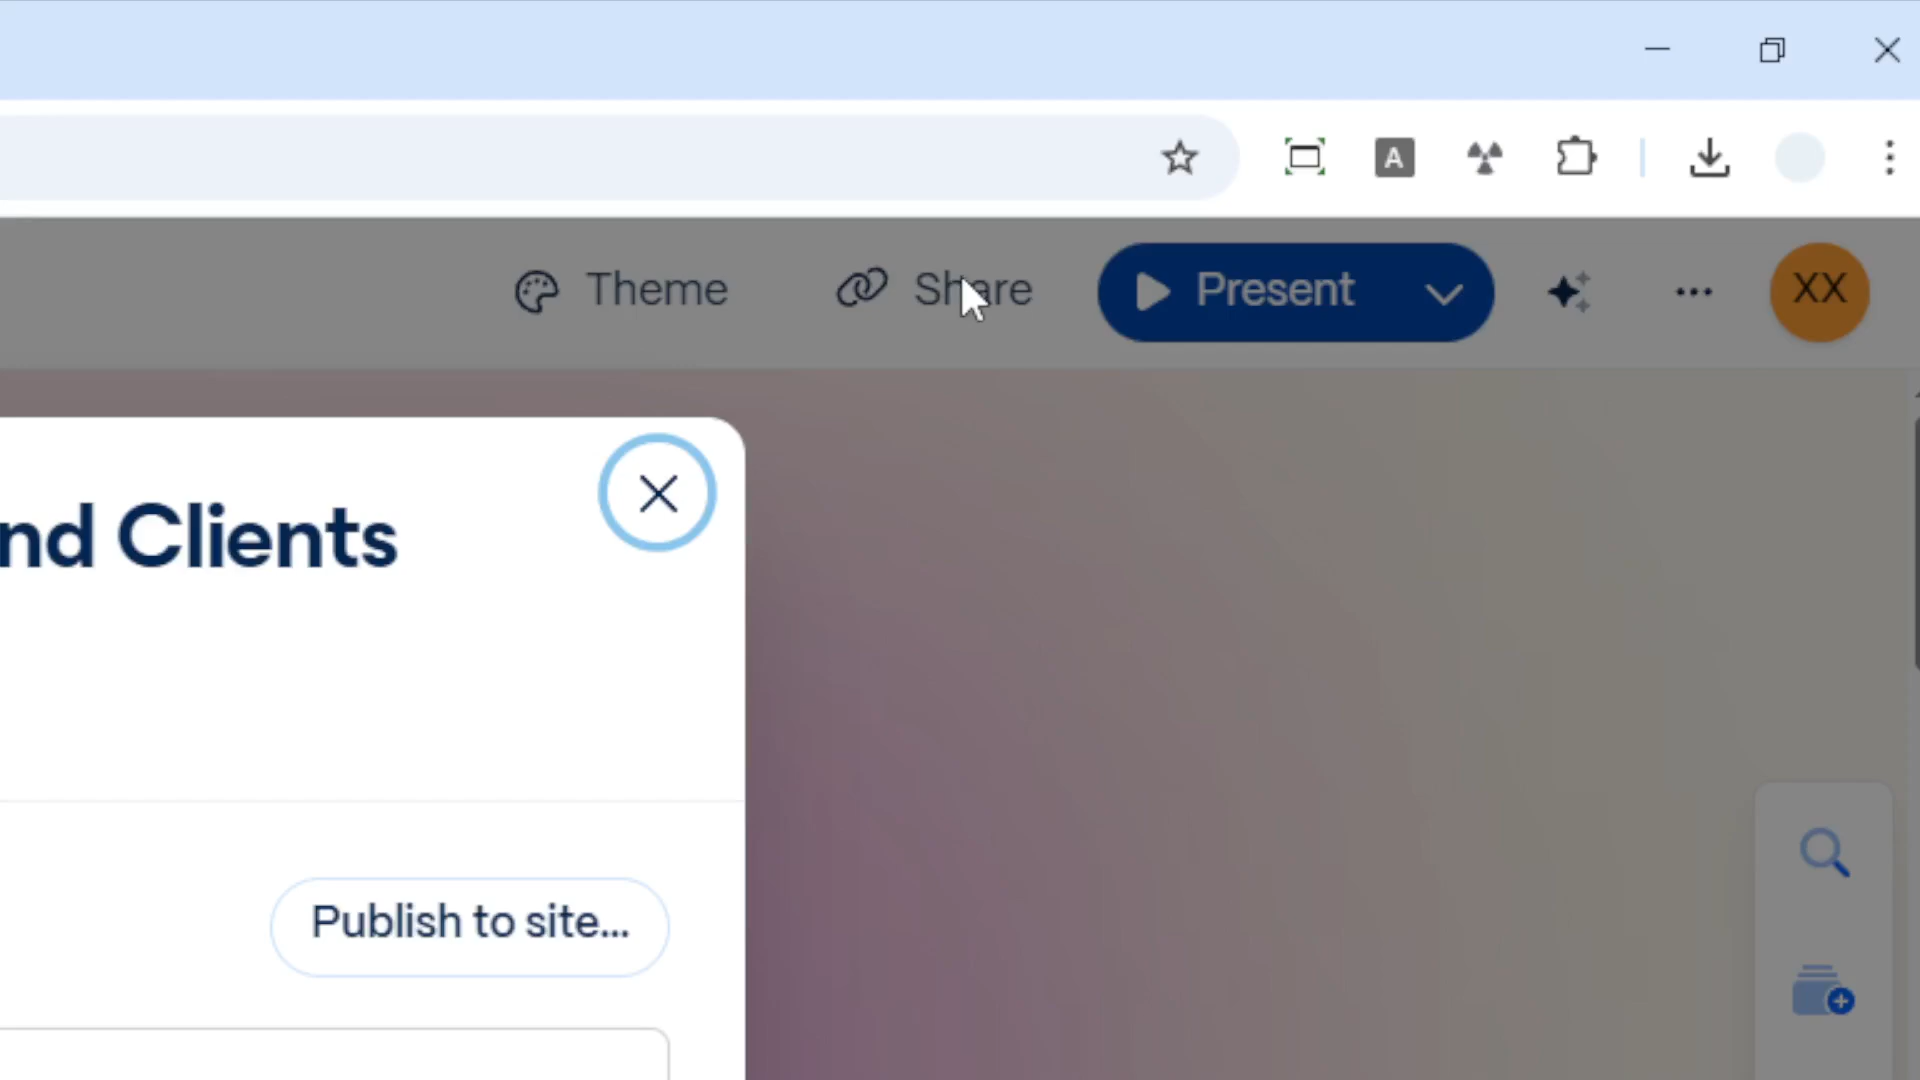 A
Theme
Share
Present
XX
nd Clients
Publish to site...